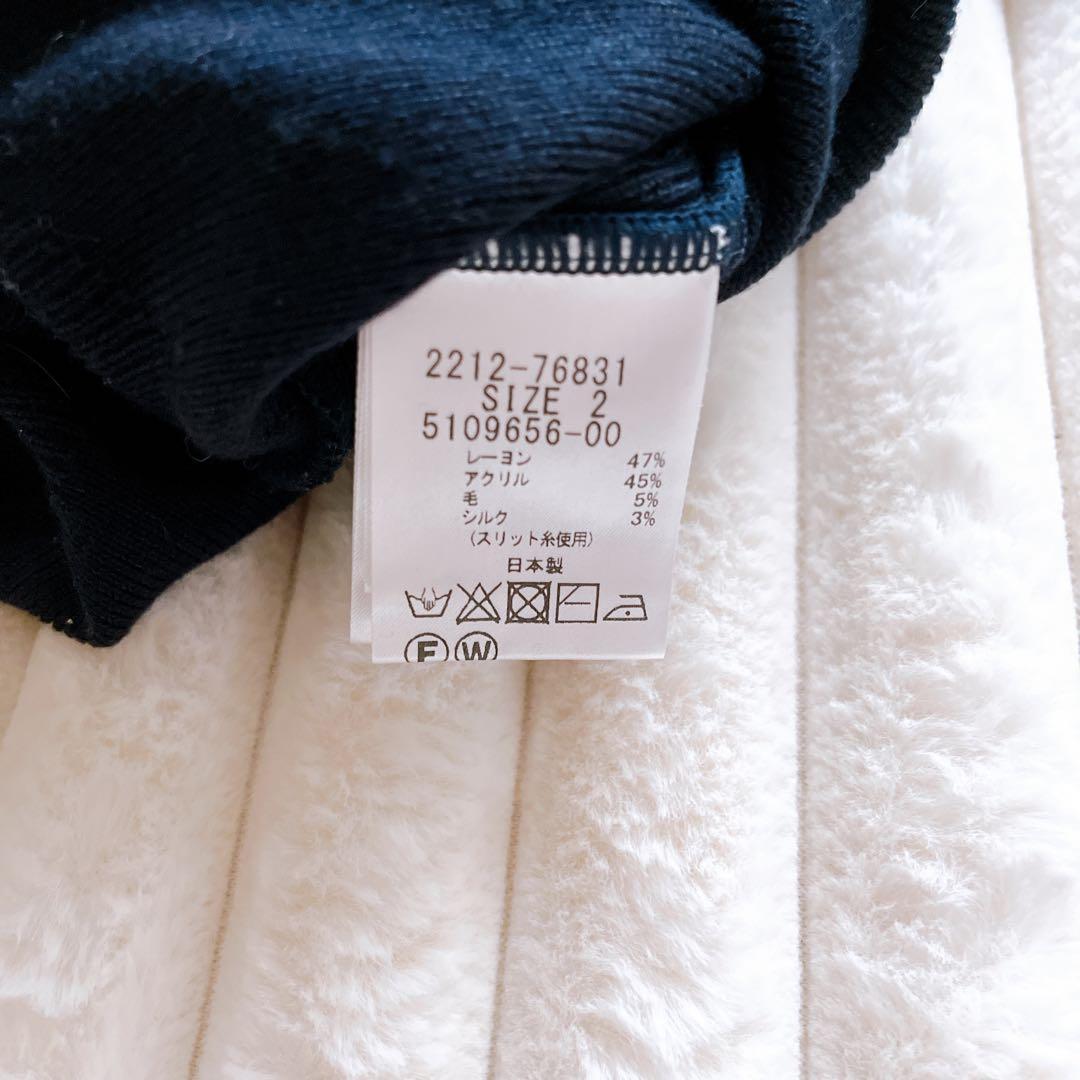 2212-76831
SIZE 2
5109656-00
レーヨン 47%
アクリル 45%
毛 5%
シルク 3%
(スリット糸使用)
日本製
F W